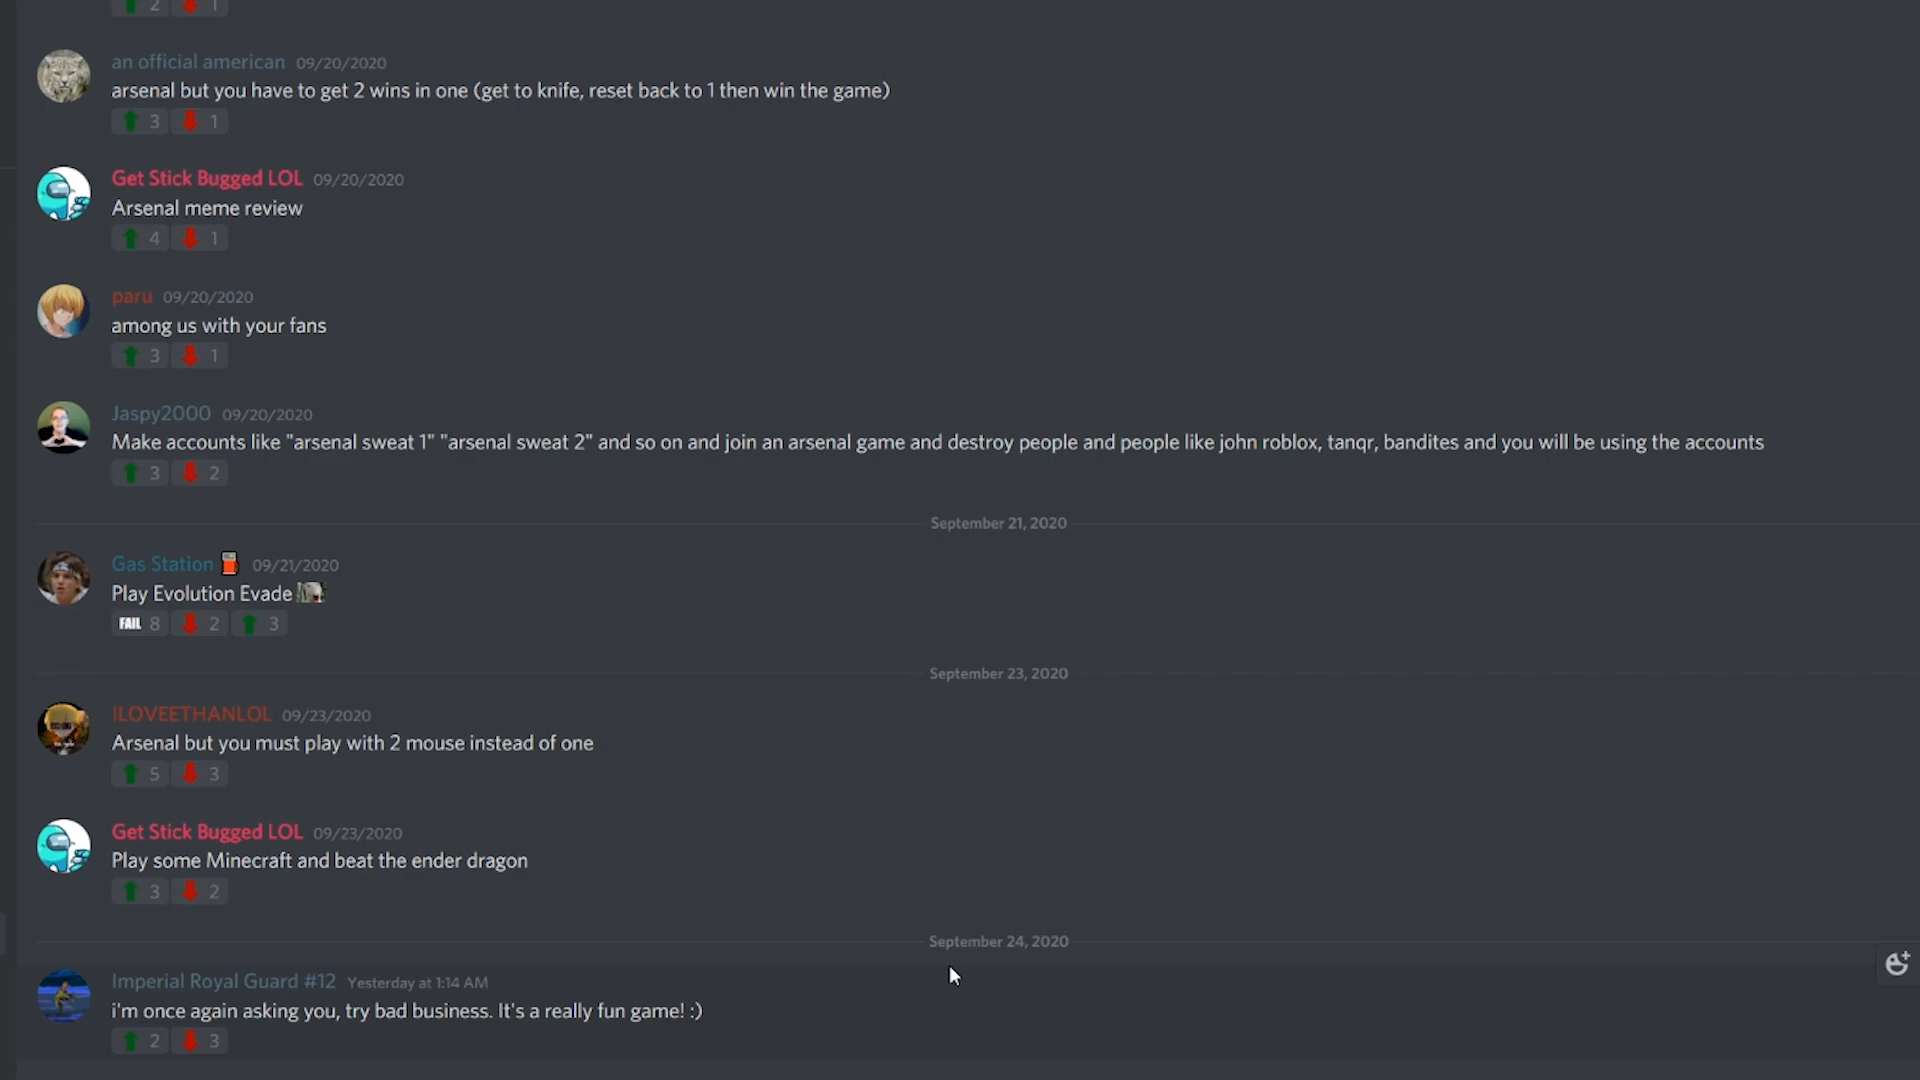 2 1
an official american 09/20/2020
arsenal but you have to get 2 wins in one (get to knife, reset back to 1 then win the game)
3 1
Get Stick Bugged LOL 09/20/2020
Arsenal meme review
4 1
paru 09/20/2020
among us with your fans
3 1
Jaspy2000 09/20/2020
Make accounts like "arsenal sweat 1" "arsenal sweat 2" and so on and join an arsenal game and destroy people and people like john roblox, tanqr, bandites and you will be using the accounts
3 2
September 21, 2020
Gas Station 09/21/2020
Play Evolution Evade
FAIL 8 2 3
September 23, 2020
ILOVEETHANLOL 09/23/2020
Arsenal but you must play with 2 mouse instead of one
5 3
Get Stick Bugged LOL 09/23/2020
Play some Minecraft and beat the ender dragon
3 2
September 24, 2020
Imperial Royal Guard #12 Yesterday at 1:14 AM
i'm once again asking you, try bad business. It's a really fun game! :)
2 3